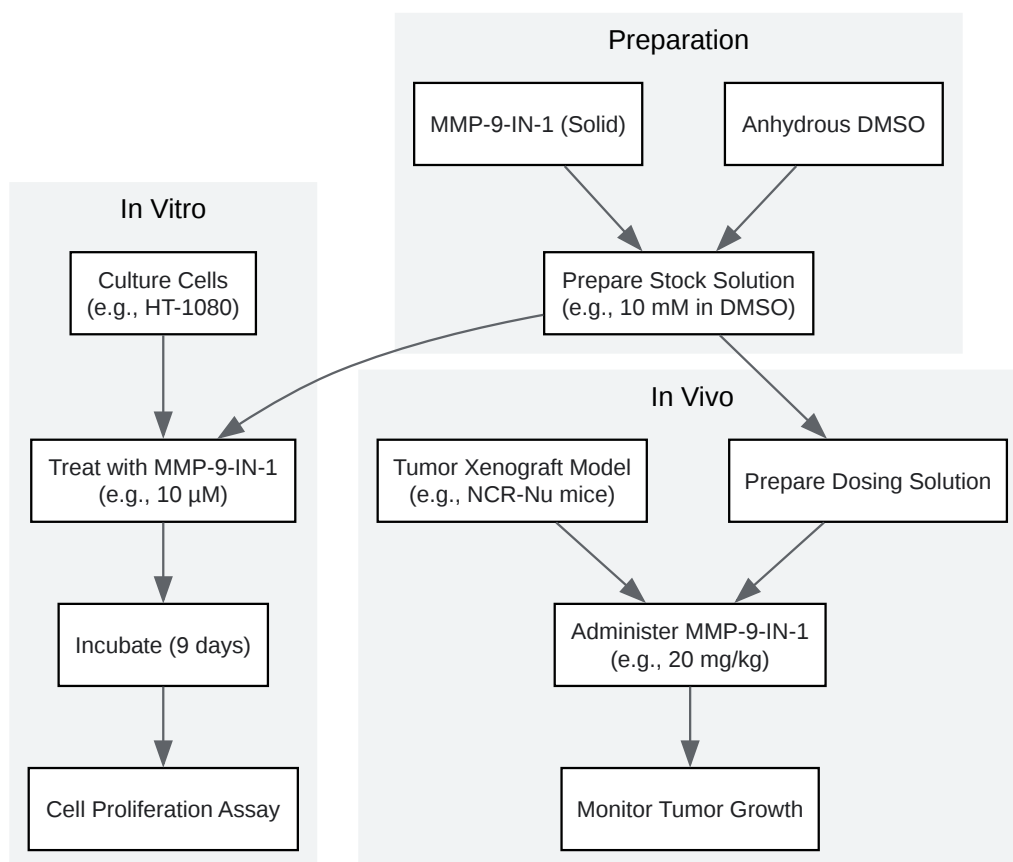 Preparation
MMP-9-IN-1 (Solid)
Anhydrous DMSO
Prepare Stock Solution
(e.g., 10 mM in DMSO)
In Vitro
Culture Cells
(e.g., HT-1080)
Treat with MMP-9-IN-1
(e.g., 10 µM)
Incubate (9 days)
Cell Proliferation Assay
In Vivo
Tumor Xenograft Model
(e.g., NCR-Nu mice)
Prepare Dosing Solution
Administer MMP-9-IN-1
(e.g., 20 mg/kg)
Monitor Tumor Growth